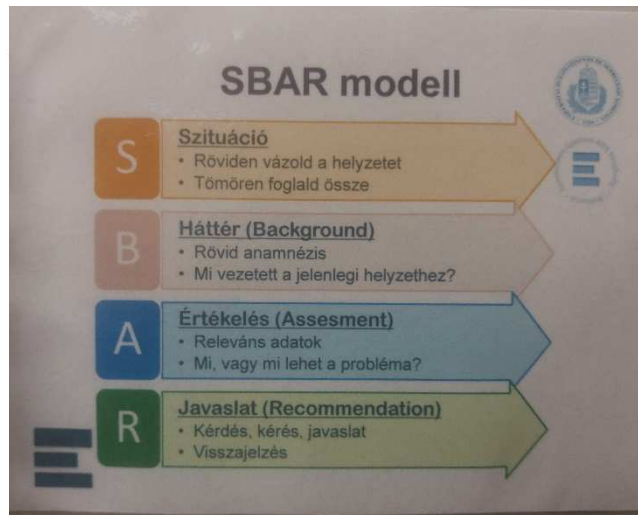 SBAR modell
S
Szituáció
• Röviden vázold a helyzetet
• Tömören foglald össze
B
Háttér (Background)
• Rövid anamnézis
• Mi vezetett a jelenlegi helyzethez?
A
Értékelés (Assesment)
• Releváns adatok
• Mi, vagy mi lehet a probléma?
R
Javaslat (Recommendation)
• Kérdés, kérés, javaslat
• Visszajelzés